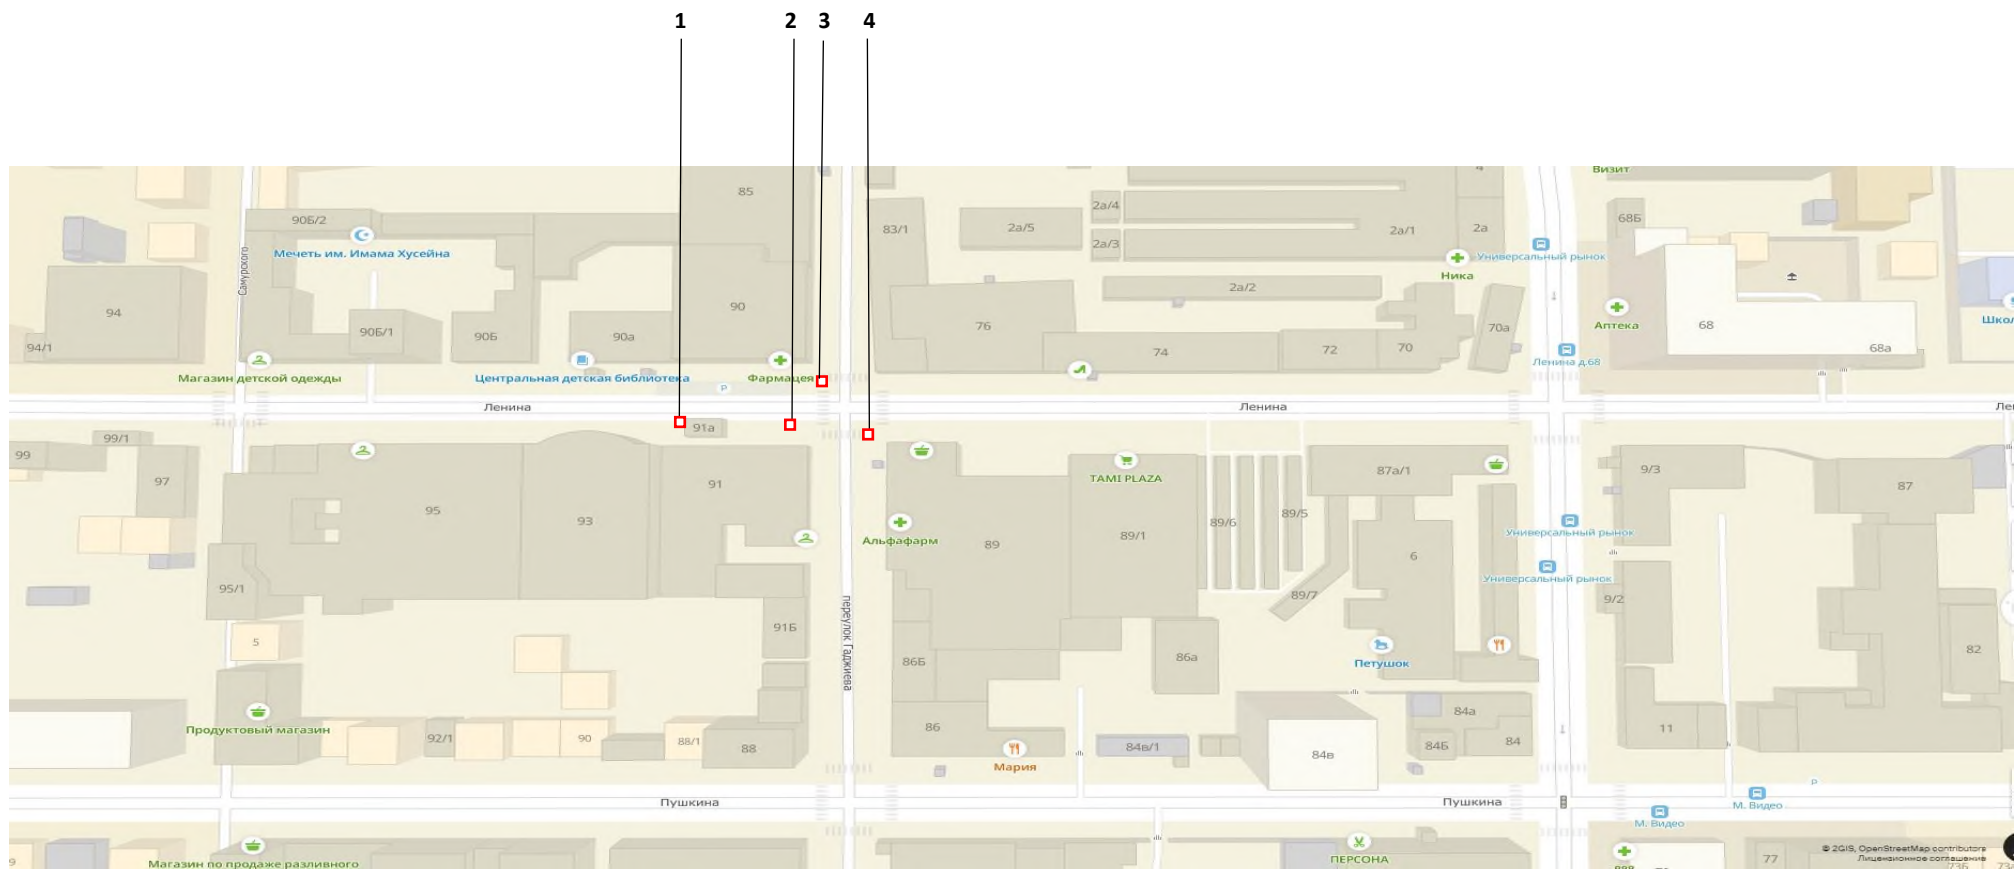 1 2 3 4
Визит
85
90Б/2
2а/4
4
68Б
83/1
2а/5
2а/1
2а
2а/3
Мечеть им. Имама Хусейна
Самурского
Универсальный рынок
Ника
2а/2
94
90
90Б/1
90Б
90а
76
70а
Аптека
68
94/1
74
72
70
68а
Ленина д.68
Магазин детской одежды
Центральная детская библиотека
Фармацея
P
Ленина
Ленина
91а
99/1
99
97
95
93
91
TAMI PLAZA
87а/1
9/3
87
89/6
89/5
Альфафарм
89
89/1
Универсальный рынок
6
Универсальный рынок
95/1
89/7
9/2
переулок Гаджиева
91Б
5
86Б
86а
Петушок
82
Продуктовый магазин
92/1
90
88/1
88
86
84а
84Б
84
11
84в/1
84в
Мария
P
Пушкина
Пушкина
М. Видео
М. Видео
Магазин по продаже разливного
ПЕРСОНА
77
© 2GIS, OpenStreetMap contributors
Лицензионное соглашение
73Б